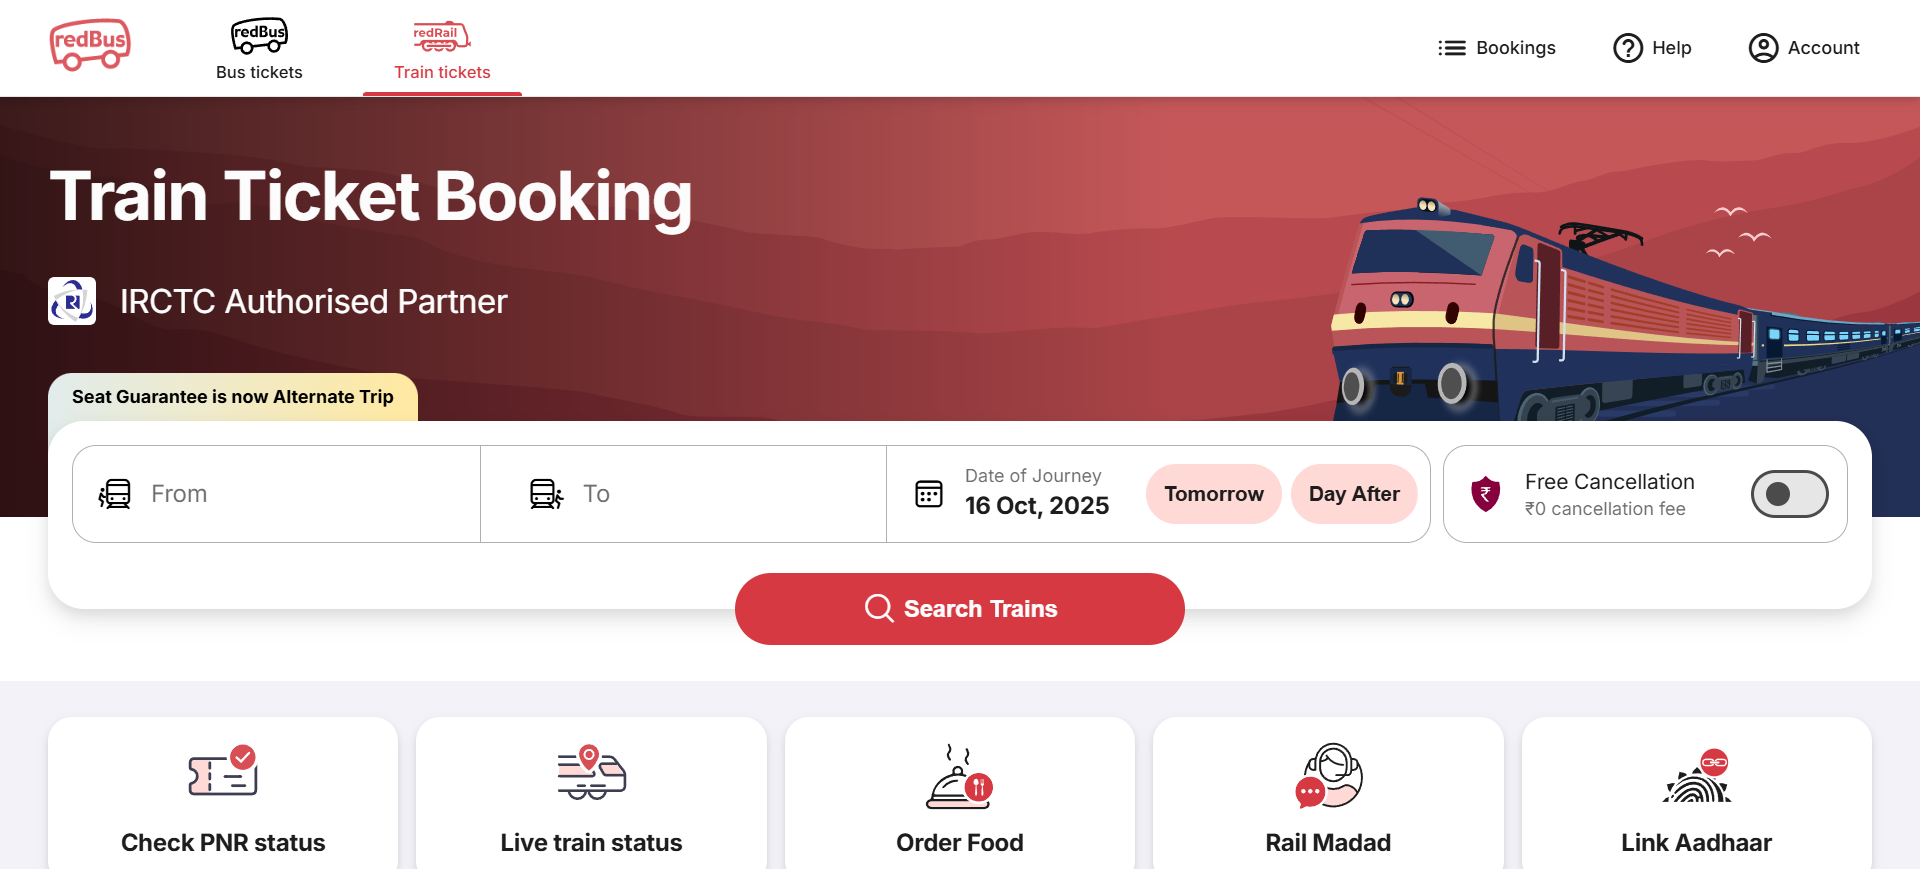 redBus
redBus
Bus tickets
redRail
Train tickets
Bookings
Help
Account
Train Ticket Booking
IRCTC Authorised Partner
Seat Guarantee is now Alternate Trip
From
To
Date of Journey
16 Oct, 2025
Tomorrow
Day After
Free Cancellation
₹0 cancellation fee
Search Trains
Check PNR status
Live train status
Order Food
Rail Madad
Link Aadhaar